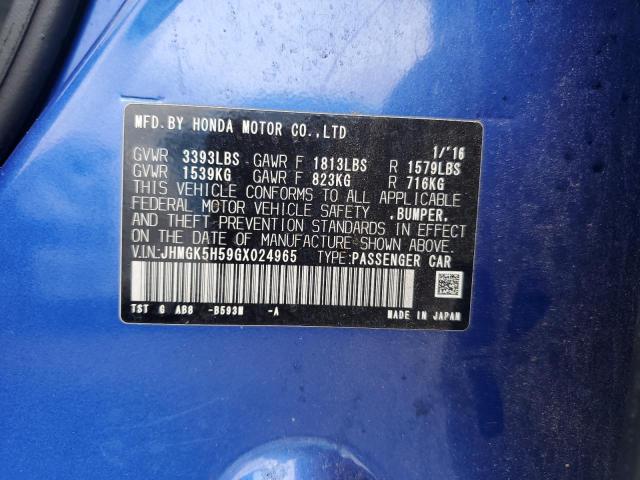 MFD.BY HONDA MOTOR CO.,LTD
1/'16
GVWR 3393LBS GAWR F 1813LBS R 1579LBS
GVWR 1539KG GAWR F 823KG R 716KG
THIS VEHICLE CONFORMS TO ALL APPLICABLE
FEDERAL MOTOR VEHICLE SAFETY ,BUMPER,
AND THEFT PREVENTION STANDARDS IN EFFECT
ON THE DATE OF MANUFACTURE SHOWN ABOVE.
V.I.N:JHMGK5H59GX024965 TYPE:PASSENGER CAR
TST G AB8 -B593M -A
MADE IN JAPAN